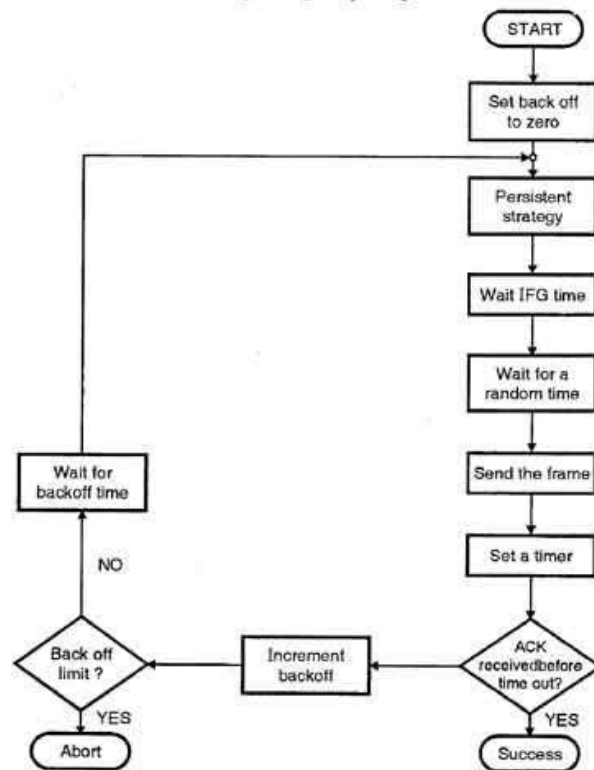 START
Set back off
to zero
Persistent
strategy
Wait IFG time
Wait for a
random time
Send the frame
Set a timer
ACK
receivedbefore
time out?
YES
Success
Increment
backoff
Back off
limit ?
YES
Abort
NO
Wait for
backoff time